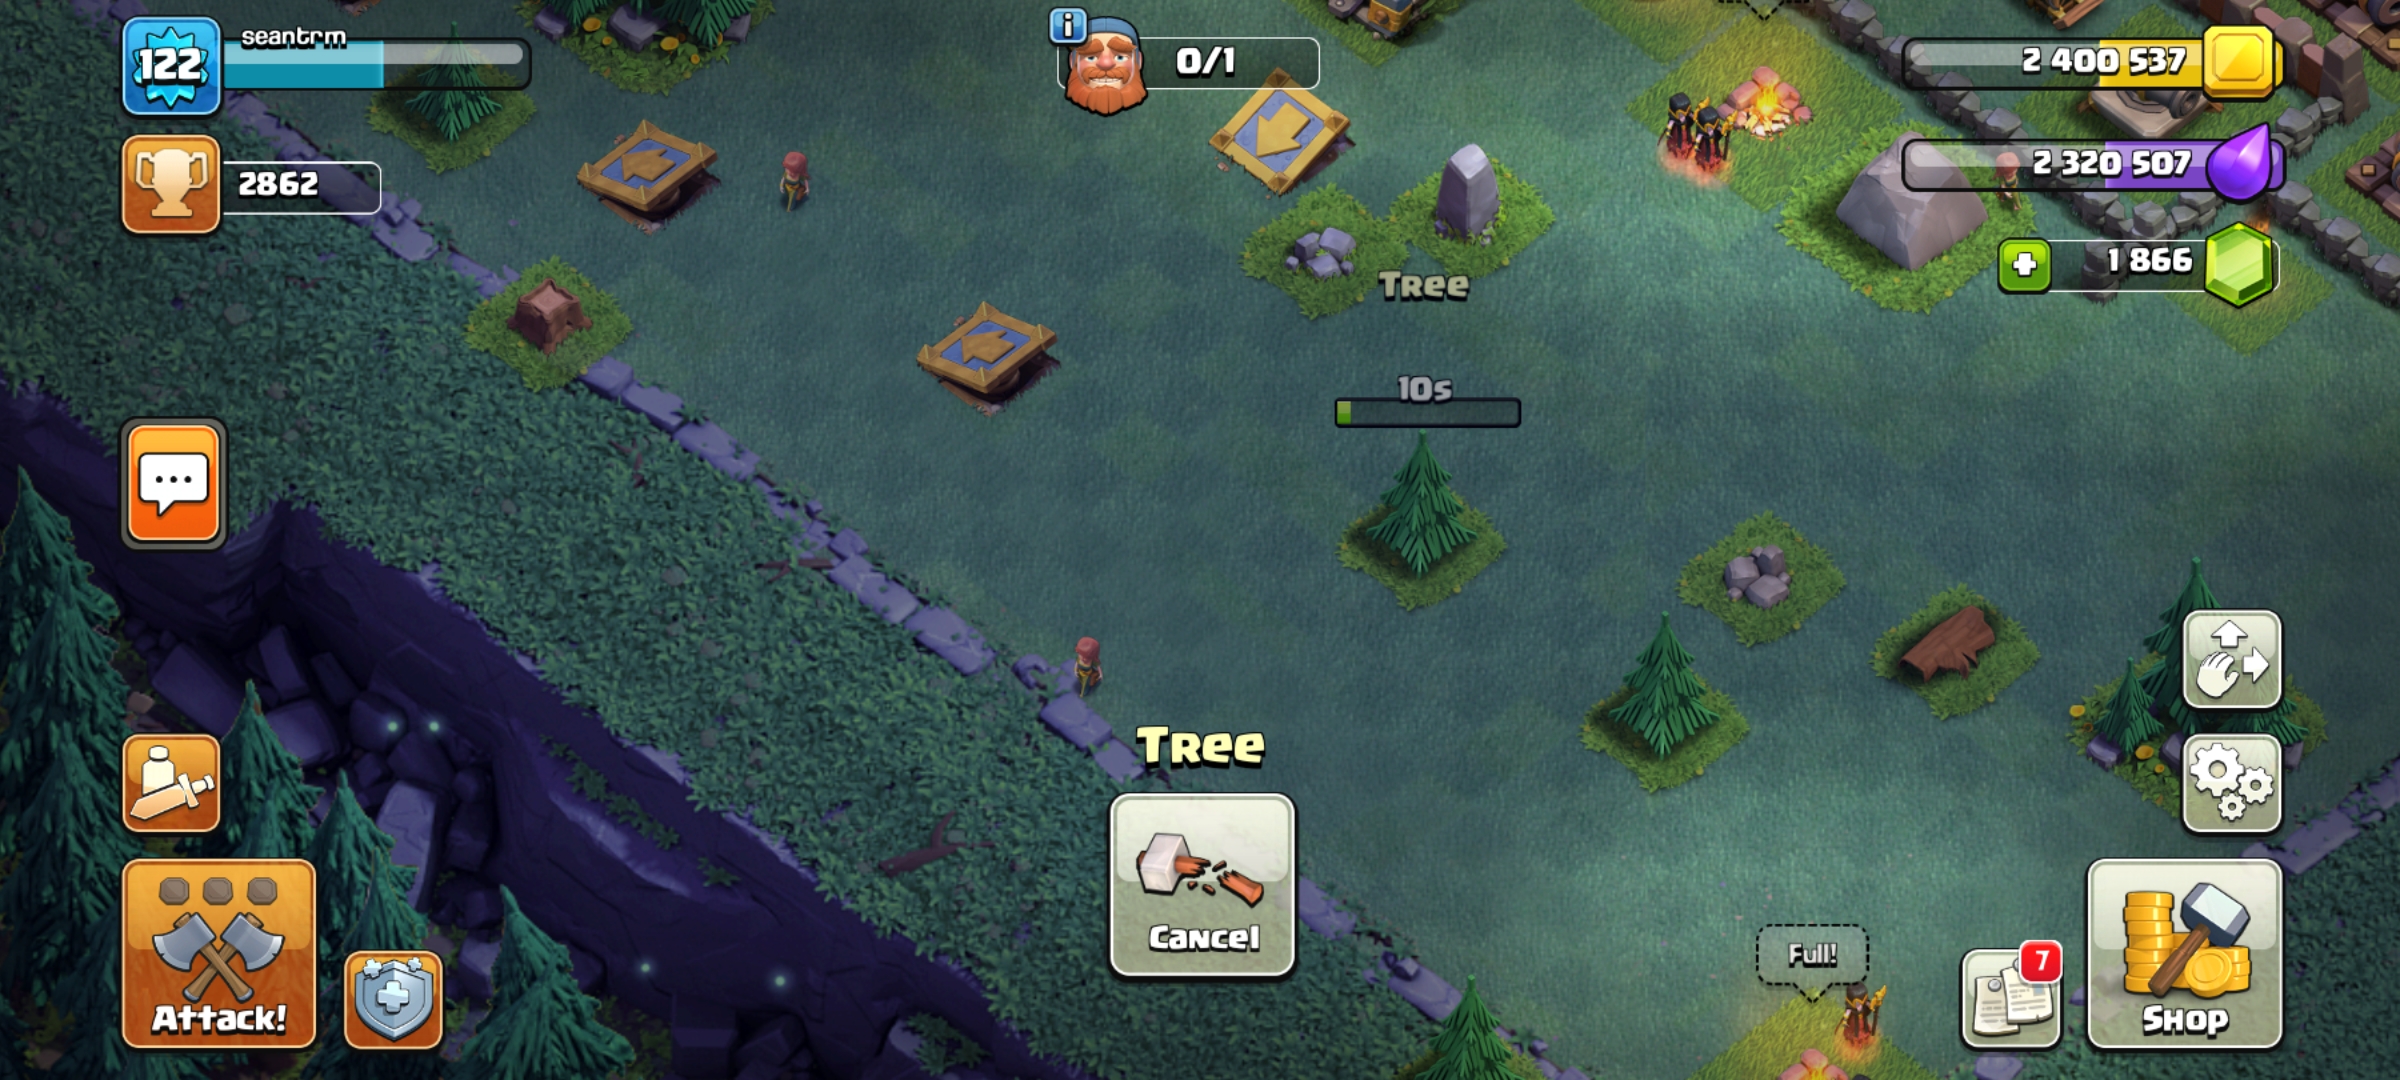 122
seantrm
i
0/1
2 400 537
2862
2 320 507
1 866
Tree
10s
Tree
Cancel
Attack!
Full!
7
Shop